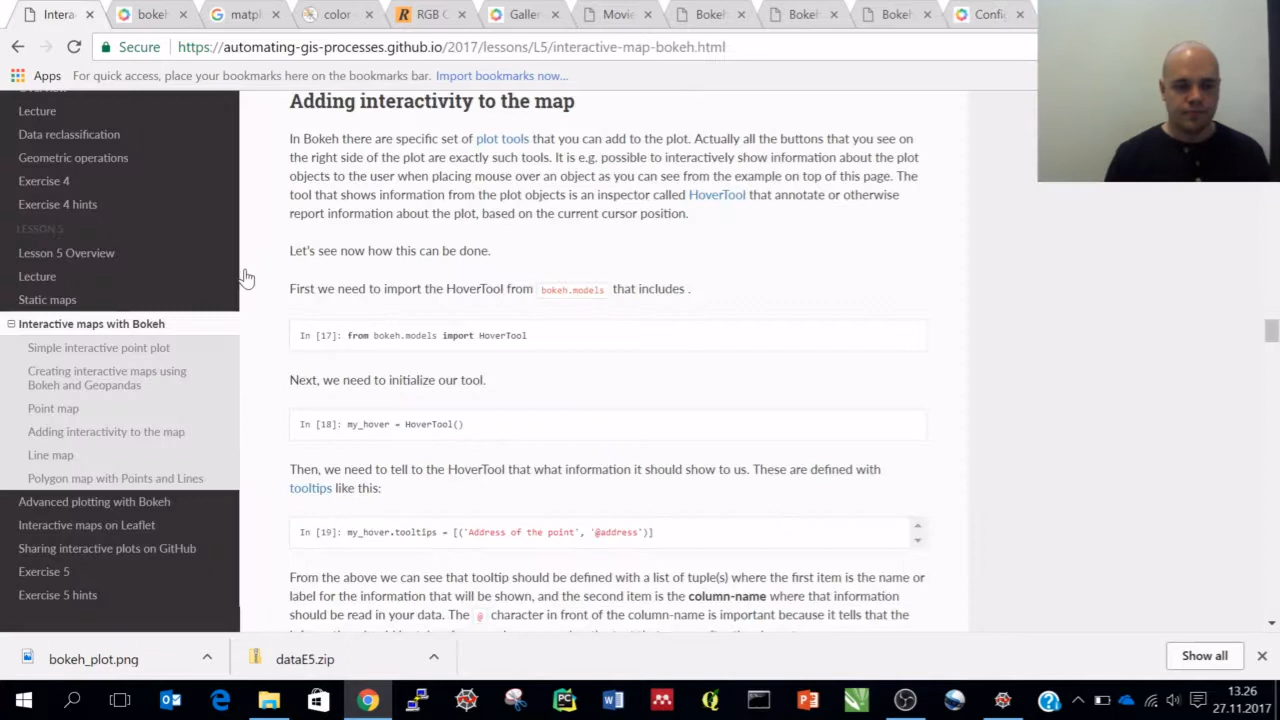 Intera
bokel
matpl
color -
RGB C
Galler
Movie
Bokel
Bokel
Bokel
Config
Secure
https://automating-gis-processes.github.io/2017/lessons/L5/interactive-map-bokeh.html
Apps
For quick access, place your bookmarks here on the bookmarks bar. Import bookmarks now...
Lecture
Data reclassification
Geometric operations
Exercise 4
Exercise 4 hints
LESSON 5
Lesson 5 Overview
Lecture
Static maps
Interactive maps with Bokeh
Simple interactive point plot
Creating interactive maps using
Bokeh and Geopandas
Point map
Adding interactivity to the map
Line map
Polygon map with Points and Lines
Advanced plotting with Bokeh
Interactive maps on Leaflet
Sharing interactive plots on GitHub
Exercise 5
Exercise 5 hints
Adding interactivity to the map
In Bokeh there are specific set of plot tools that you can add to the plot. Actually all the buttons that you see on
the right side of the plot are exactly such tools. It is e.g. possible to interactively show information about the plot
objects to the user when placing mouse over an object as you can see from the example on top of this page. The
tool that shows information from the plot objects is an inspector called HoverTool that annotate or otherwise
report information about the plot, based on the current cursor position.
Let's see now how this can be done.
First we need to import the HoverTool from bokeh.models that includes .
In [17]: from bokeh.models import HoverTool
Next, we need to initialize our tool.
In [18]: my_hover = HoverTool()
Then, we need to tell to the HoverTool that what information it should show to us. These are defined with
tooltips like this:
In [19]: my_hover.tooltips = [('Address of the point', '@address')]
From the above we can see that tooltip should be defined with a list of tuple(s) where the first item is the name or
label for the information that will be shown, and the second item is the column-name where that information
should be read in your data. The @ character in front of the column-name is important because it tells that the
bokeh_plot.png
dataE5.zip
Show all
13.26
27.11.2017